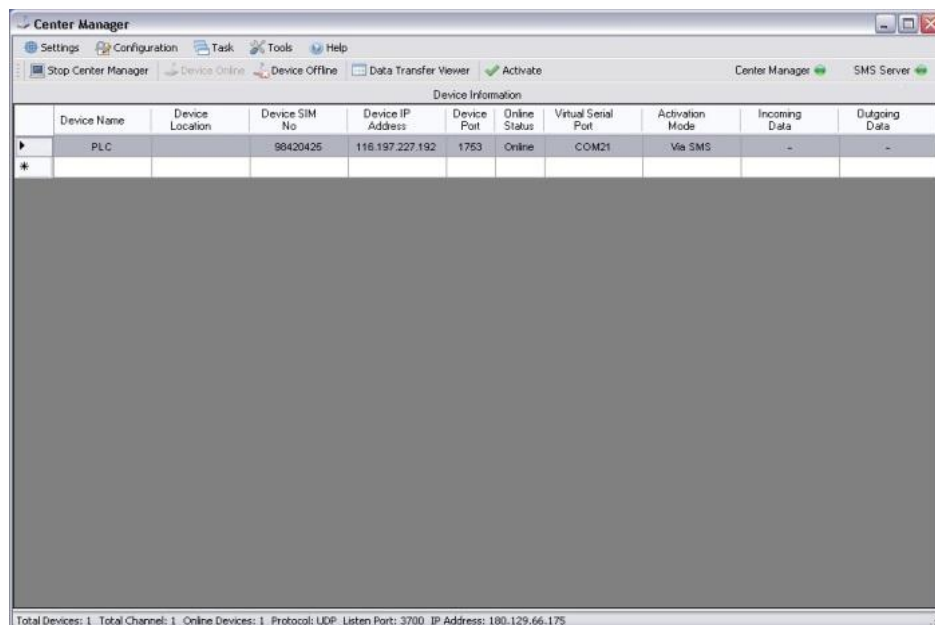 Center Manager
Settings Configuration Task Tools Help
Stop Center Manager Device Online Device Offline Data Transfer Viewer Activate Center Manager SMS Server
Device Information
Device Name Device Location Device SIM No Device IP Address Device Port Online Status Virtual Serial Port Activation Mode Incoming Data Outgoing Data
PLC 98420425 116.197.227.192 1753 Online COM21 Via SMS - -
Total Devices: 1 Total Channel: 1 Online Devices: 1 Protocol: UDP Listen Port: 3700 IP Address: 180.129.66.175